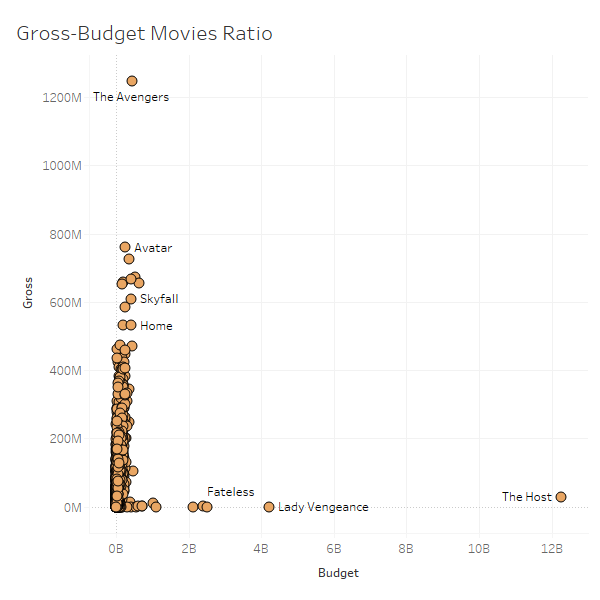 Gross-Budget Movies Ratio
1200M
The Avengers
1000M
800M
Avatar
Gross
600M
Skyfall
Home
400M
200M
Fateless
The Host
0M
Lady Vengeance
0B
2B
4B
6B
8B
10B
12B
Budget